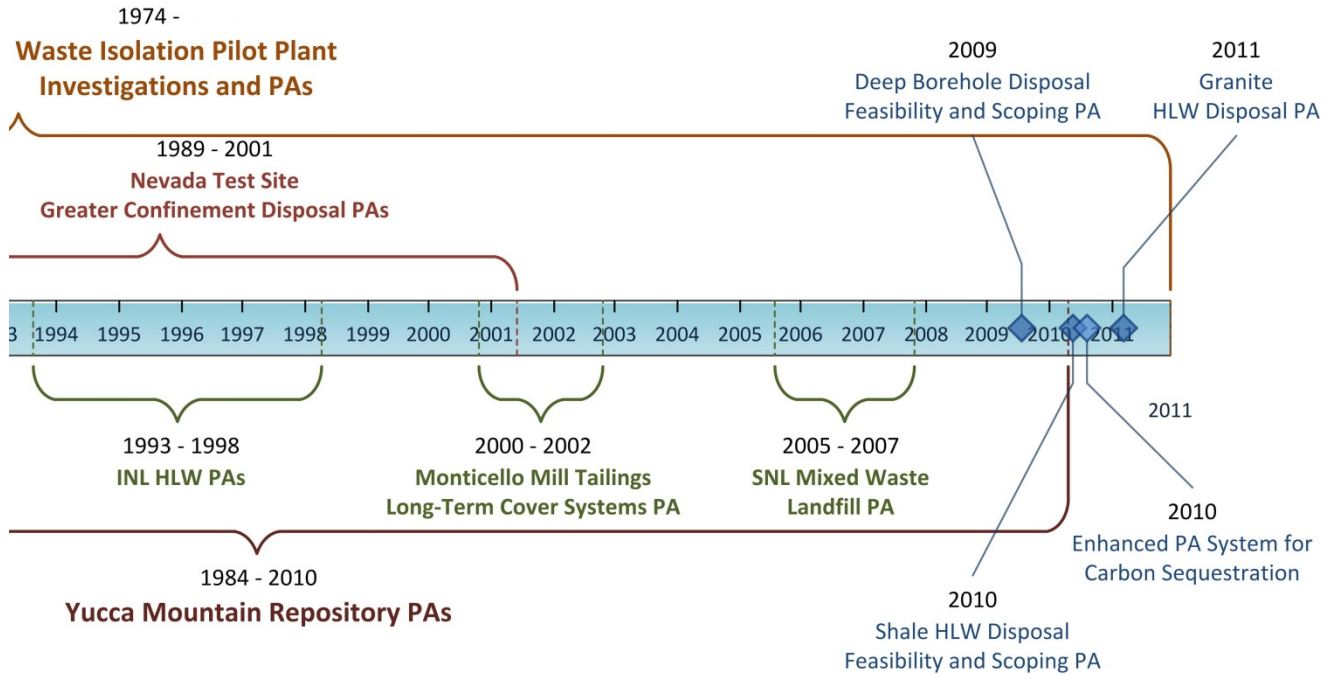 1974 -
Waste Isolation Pilot Plant
Investigations and PAs
2009
Deep Borehole Disposal
Feasibility and Scoping PA
2011
Granite
HLW Disposal PA
1989 - 2001
Nevada Test Site
Greater Confinement Disposal PAs
3 1994 1995 1996 1997 1998 1999 2000 2001 2002 2003 2004 2005 2006 2007 2008 2009 2010 2011
2011
1993 - 1998
INL HLW PAs
2000 - 2002
Monticello Mill Tailings
Long-Term Cover Systems PA
2005 - 2007
SNL Mixed Waste
Landfill PA
2010
Enhanced PA System for
Carbon Sequestration
1984 - 2010
Yucca Mountain Repository PAs
2010
Shale HLW Disposal
Feasibility and Scoping PA